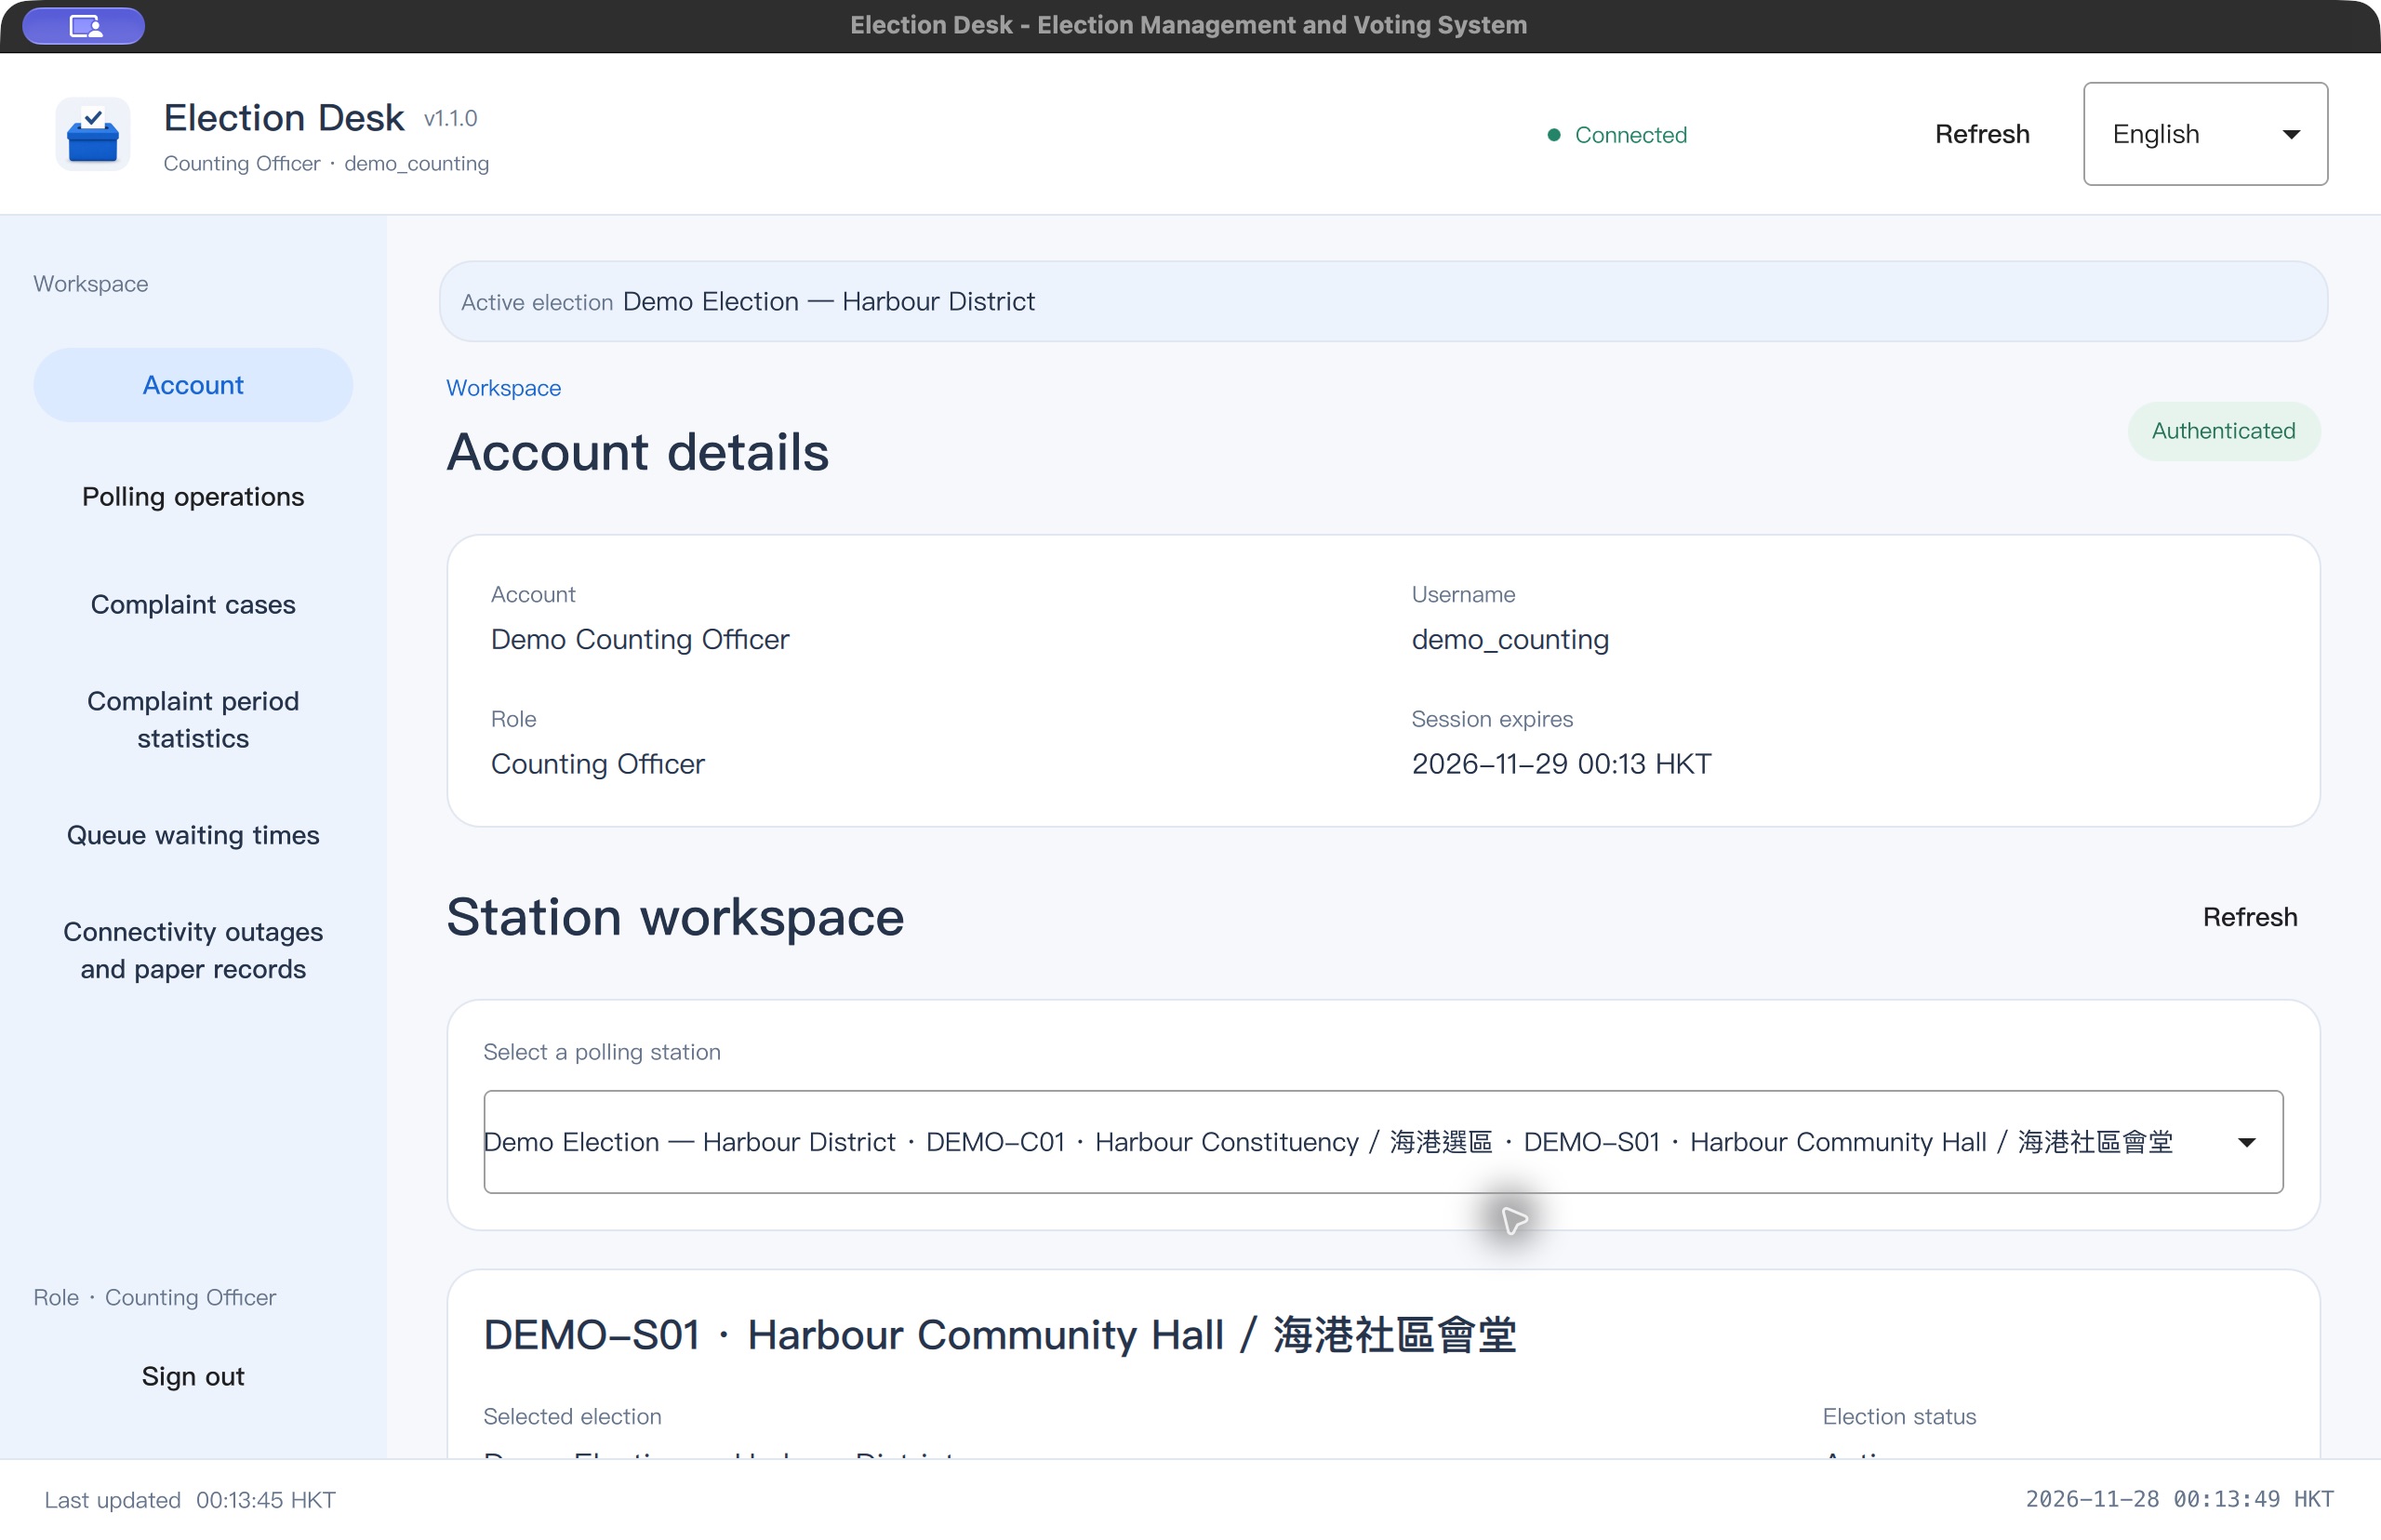 Election Desk - Election Management and Voting System
Election Desk v1.1.0
Counting Officer · demo_counting
Connected
Refresh
English
Workspace
Account
Polling operations
Complaint cases
Complaint period
statistics
Queue waiting times
Connectivity outages
and paper records
Role · Counting Officer
Sign out
Active election Demo Election — Harbour District
Workspace
Account details
Authenticated
Account
Demo Counting Officer
Username
demo_counting
Role
Counting Officer
Session expires
2026-11-29 00:13 HKT
Station workspace
Refresh
Select a polling station
Demo Election — Harbour District · DEMO-C01 · Harbour Constituency / 海港選區 · DEMO-S01 · Harbour Community Hall / 海港社區會堂
DEMO-S01 · Harbour Community Hall / 海港社區會堂
Selected election
Election status
Last updated 00:13:45 HKT
2026-11-28 00:13:49 HKT